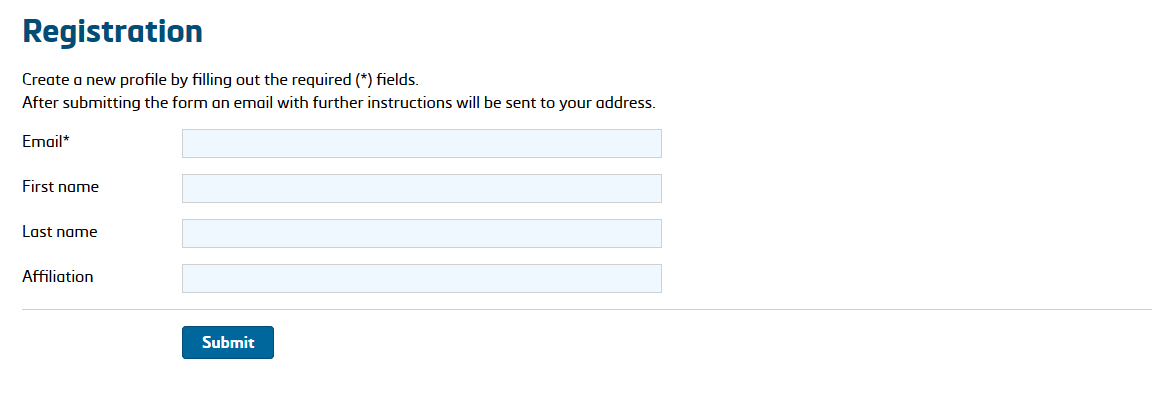 Registration
Create a new profile by filling out the required (*) fields.
After submitting the form an email with further instructions will be sent to your address.
Email*
First name
Last name
Affiliation
Submit